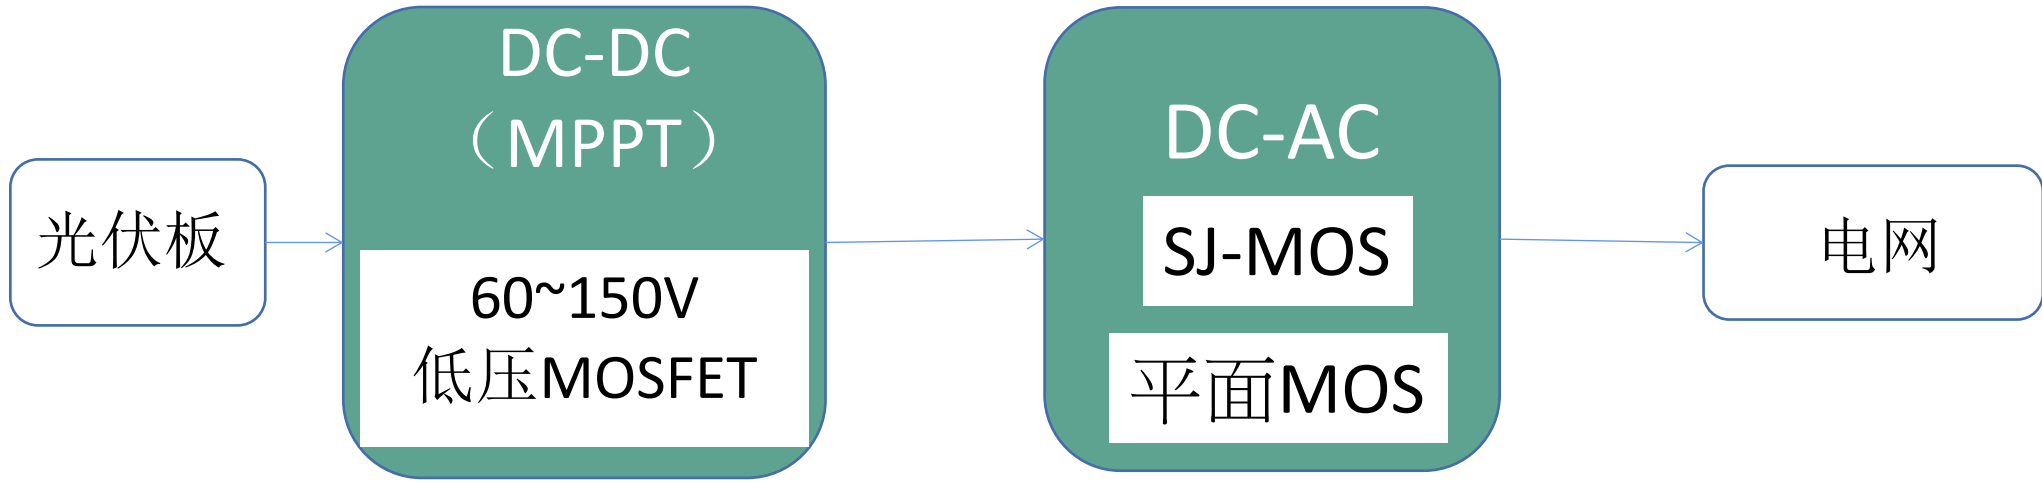 光伏板
DC-DC
（MPPT）
60~150V
低压MOSFET
DC-AC
SJ-MOS
平面MOS
电网